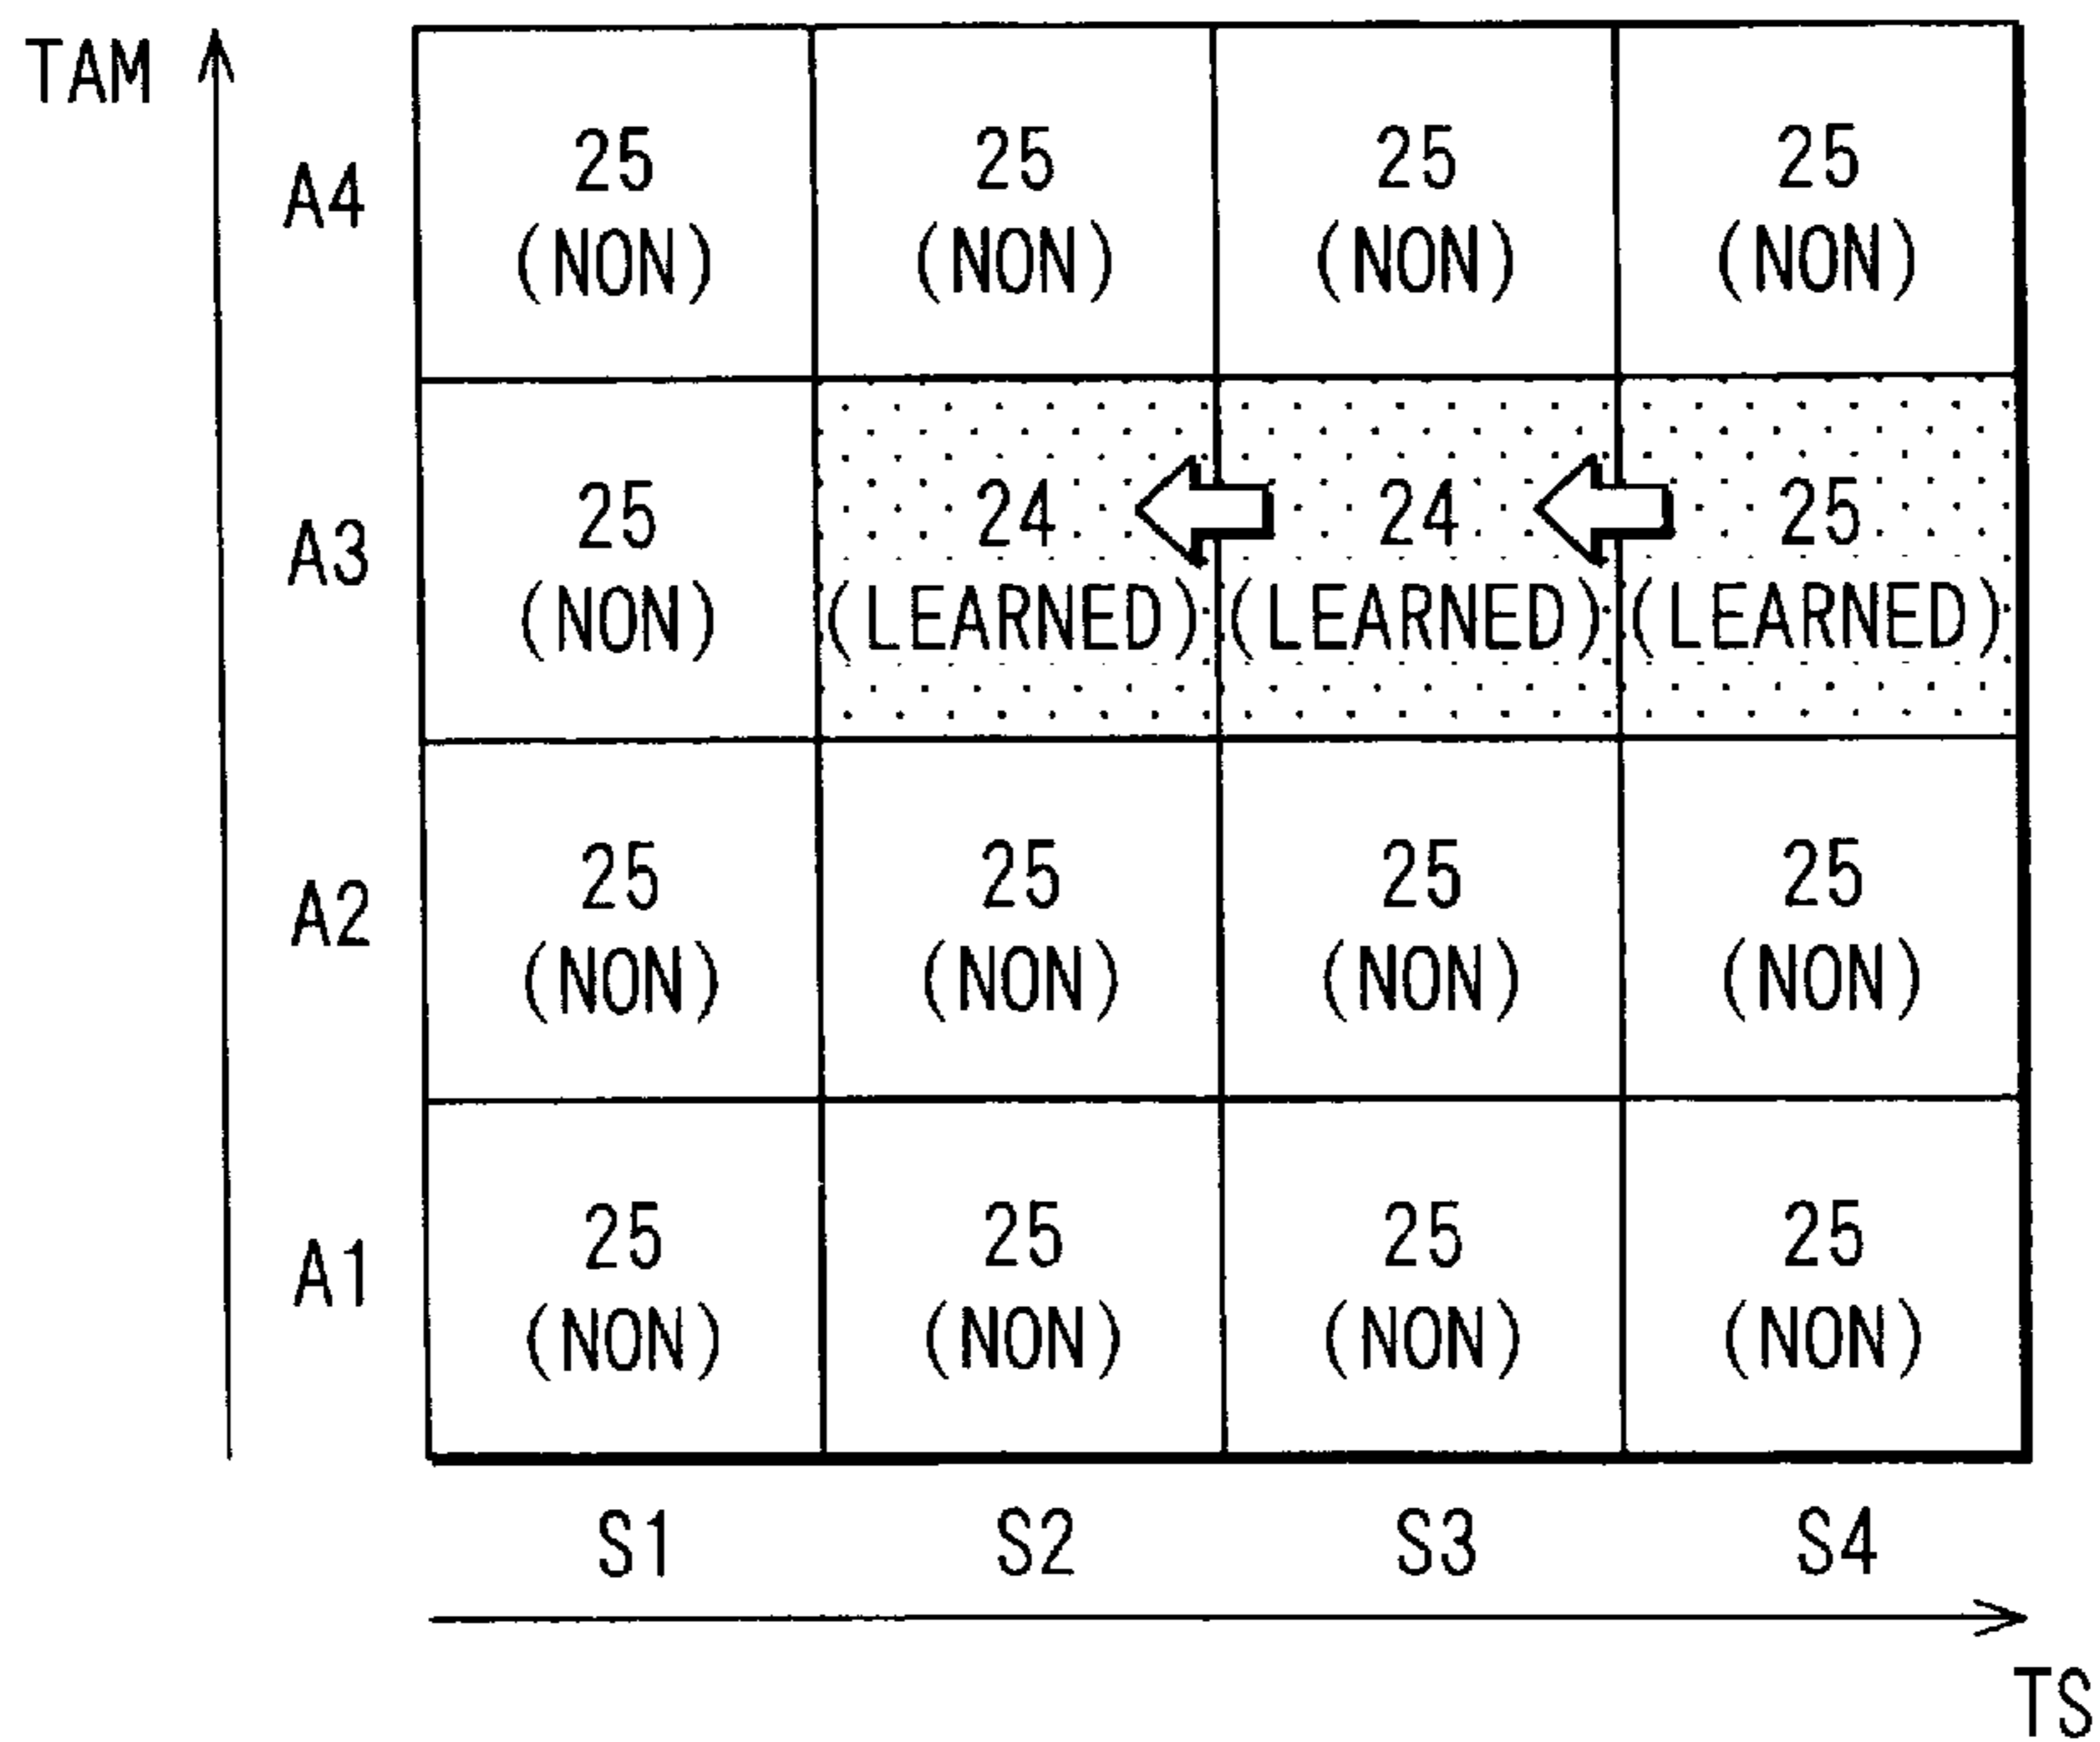 TAM
A4 25 25 25 25
(NON) (NON) (NON) (NON)
A3 25 24 24 25
(NON) (LEARNED) (LEARNED) (LEARNED)
A2 25 25 25 25
(NON) (NON) (NON) (NON)
A1 25 25 25 25
(NON) (NON) (NON) (NON)
S1 S2 S3 S4
TS